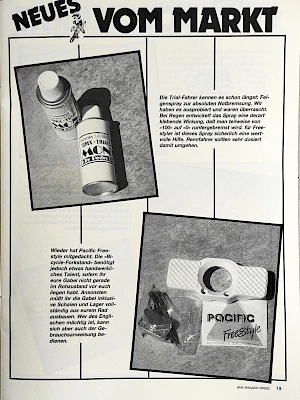 NEUES VOM MARKT
Die Trial-Fahrer kennen es schon längst: Fel-
genspray zur absoluten Notbremsung. Wir
haben es ausprobiert und waren überrascht.
Bei Regen entwickelt das Spray eine derart
klebende Wirkung, daß man teilweise von
«100» auf «0» runtergebremst wird. für Free-
styler ist dieses Spray sicherlich eine wert-
volle Hilfe. Rennfahrer sollten sehr dosiert
damit umgehen.
MON
Wieder hat Pacific Free-
style mitgedacht. Die «Bi-
cycle-Forkstand» benötigt
jedoch etwas handwerkli-
ches Talent, sofern ihr
eure Gabel nicht gerade
im Rohzustand vor euch
liegen habt. Ansonsten
müßt ihr die Gabel inklusi-
ve Schalen und Lager voll-
ständig aus eurem Rad
ausbauen. Wer des Engli-
schen mächtig ist, kann
sich aber auch der Ge-
brauchsanweisung be-
dienen.
PACIFIC
FreeStyle
BMX MAGAZIN SPEED 19